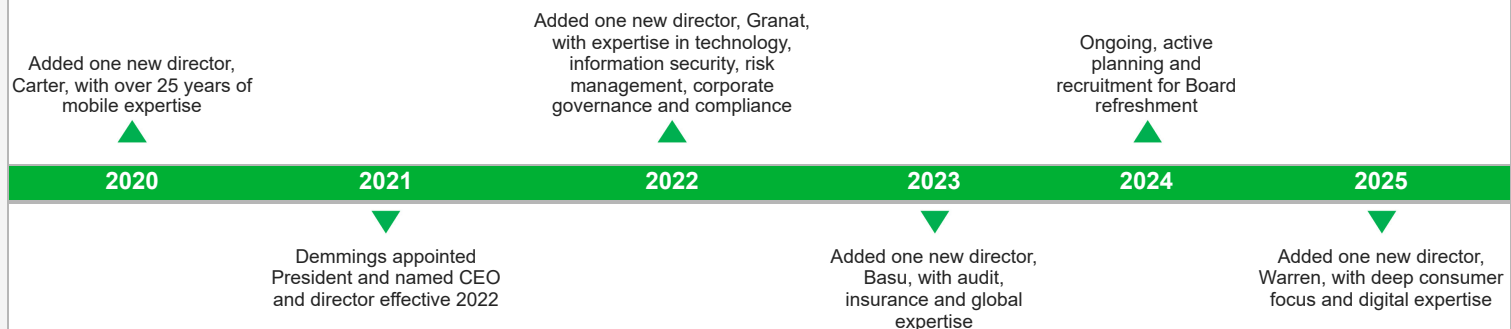 Added one new director,
Carter, with over 25 years of
mobile expertise
Added one new director, Granat,
with expertise in technology,
information security, risk
management, corporate
governance and compliance
Ongoing, active
planning and
recruitment for Board
refreshment
2020 2021 2022 2023 2024 2025
Demmings appointed
President and named CEO
and director effective 2022
Added one new director,
Basu, with audit,
insurance and global
expertise
Added one new director,
Warren, with deep consumer
focus and digital expertise